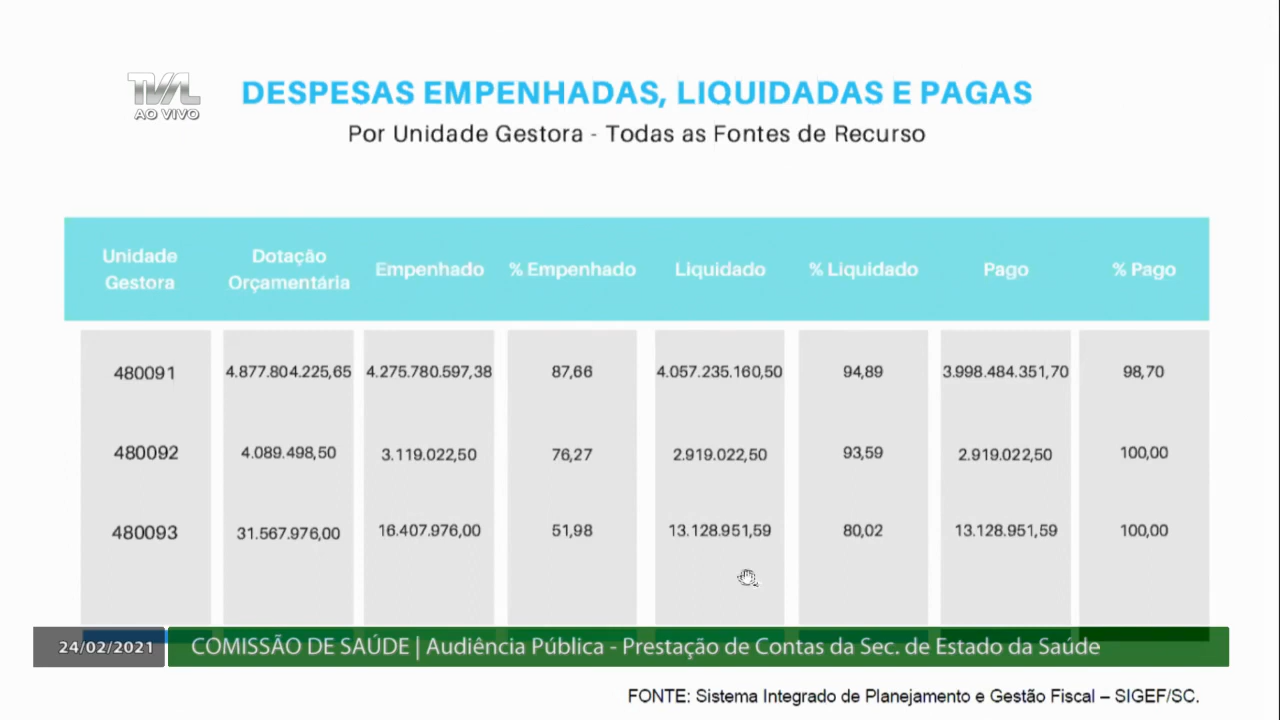 TVAL
AO VIVO
DESPESAS EMPENHADAS, LIQUIDADAS E PAGAS
Por Unidade Gestora - Todas as Fontes de Recurso
Unidade Gestora Dotação Orçamentária Empenhado % Empenhado Liquidado % Liquidado Pago % Pago
480091 4.877.804.225,65 4.275.780.597,38 87,66 4.057.235.160,50 94,89 3.998.484.351,70 98,70
480092 4.089.498,50 3.119.022,50 76,27 2.919.022,50 93,59 2.919.022,50 100,00
480093 31.567.976,00 16.407.976,00 51,98 13.128.951,59 80,02 13.128.951,59 100,00
24/02/2021 COMISSÃO DE SAÚDE | Audiência Pública - Prestação de Contas da Sec. de Estado da Saúde
FONTE: Sistema Integrado de Planejamento e Gestão Fiscal – SIGEF/SC.